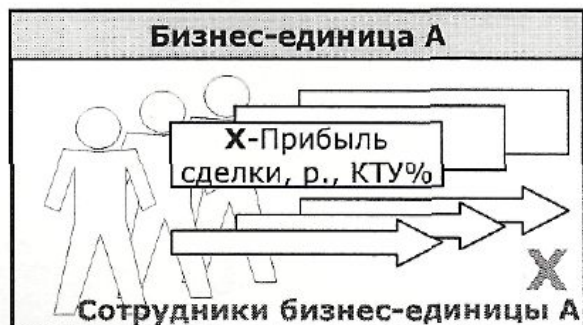 Бизнес-единица А
Х-Прибыль
сделки, р., КТУ%
Х
Сотрудники бизнес-единицы А